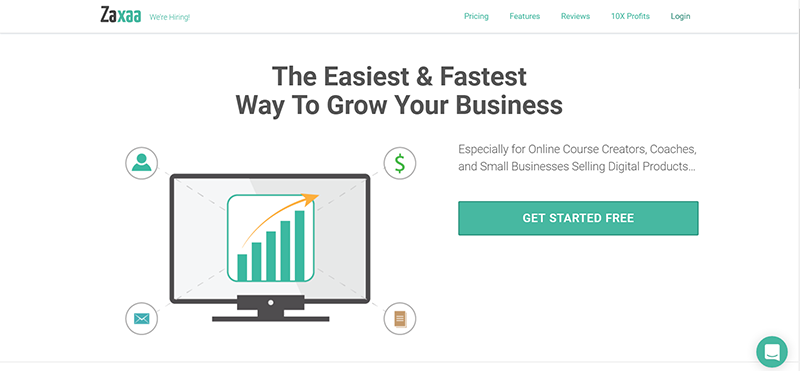 Zaxaa We're Hiring! Pricing Features Reviews 10X Profits Login
The Easiest & Fastest
Way To Grow Your Business
Especially for Online Course Creators, Coaches,
and Small Businesses Selling Digital Products...
GET STARTED FREE
$